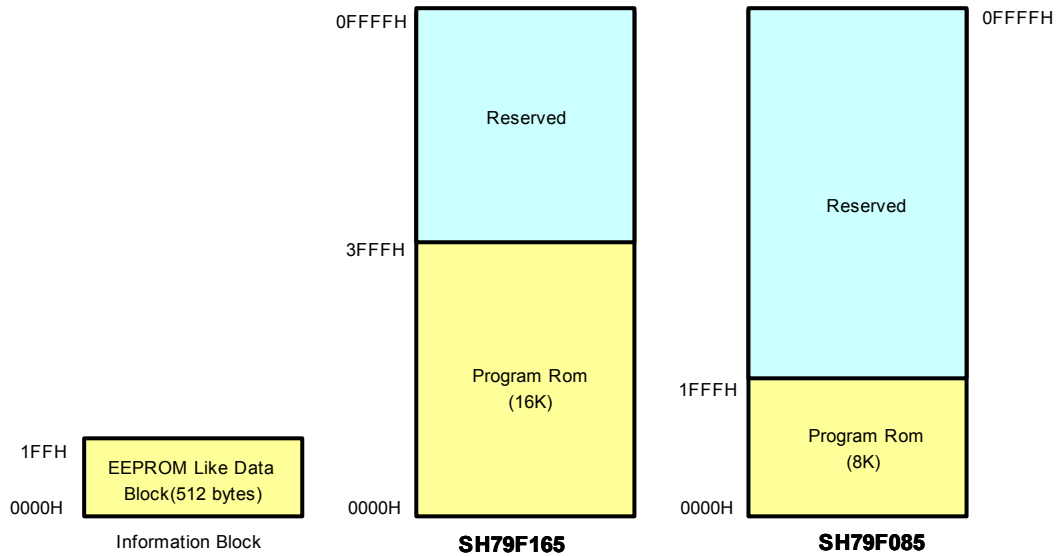 0FFFFH
Reserved
3FFFH
Program Rom
(16K)
0000H
SH79F165
0FFFFH
Reserved
1FFFH
Program Rom
(8K)
0000H
SH79F085
1FFH
EEPROM Like Data
Block(512 bytes)
0000H
Information Block